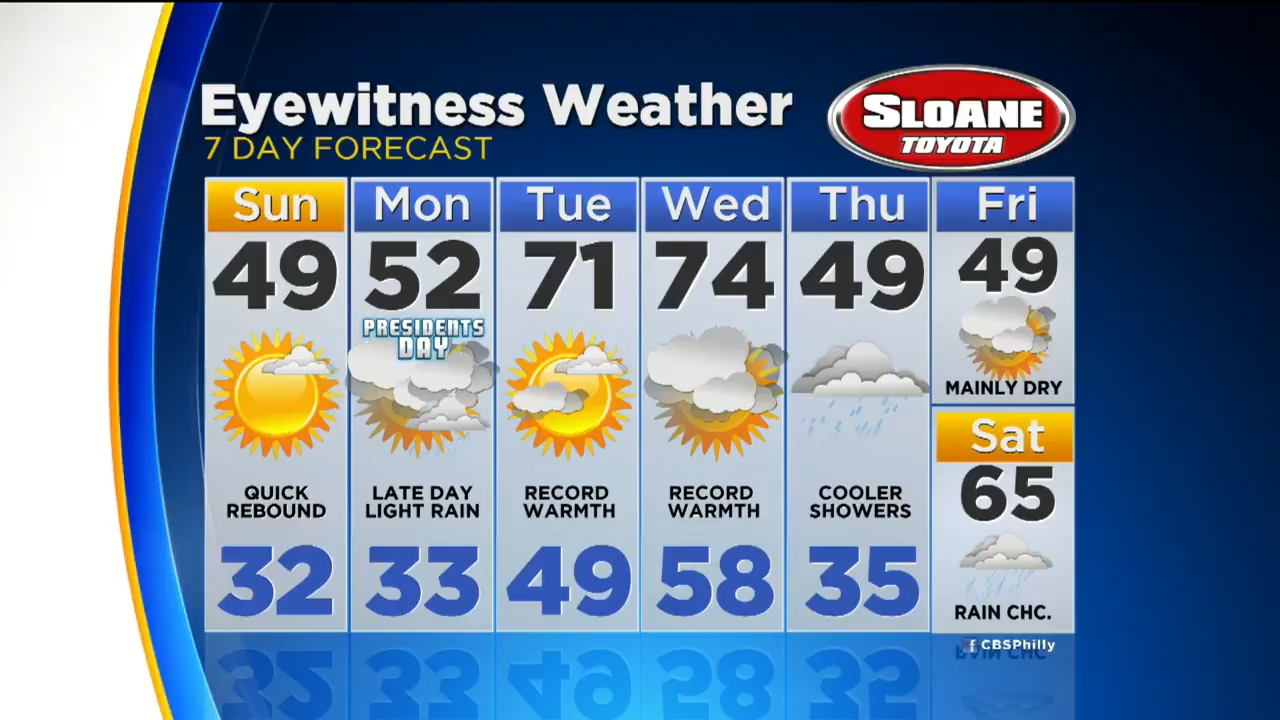 Eyewitness Weather
7 DAY FORECAST
SLOANE
TOYOTA
Sun
49
QUICK
REBOUND
32
Mon
52
PRESIDENTS
DAY
LATE DAY
LIGHT RAIN
33
Tue
71
RECORD
WARMTH
49
Wed
74
RECORD
WARMTH
58
Thu
49
COOLER
SHOWERS
35
Fri
49
MAINLY DRY
Sat
65
RAIN CHC.
f CBSPhilly